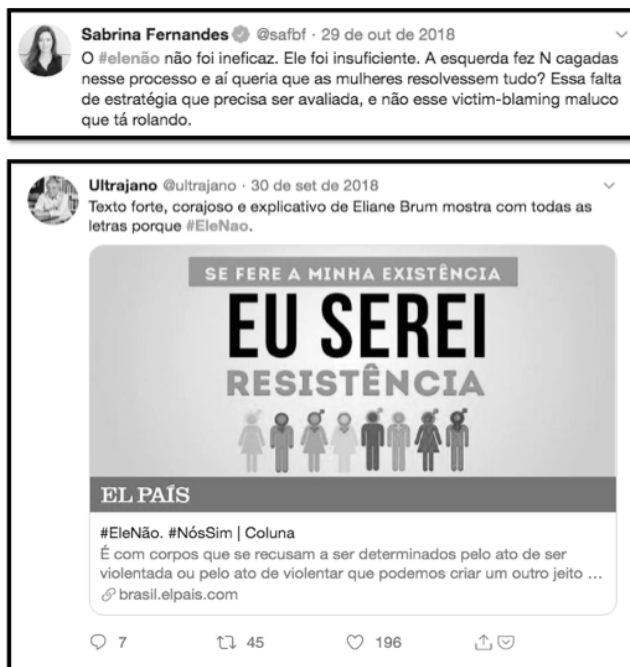 Sabrina Fernandes @safbf · 29 de out de 2018
O #elenão não foi ineficaz. Ele foi insuficiente. A esquerda fez N cagadas
nesse processo e aí queria que as mulheres resolvessem tudo? Essa falta
de estratégia que precisa ser avaliada, e não esse victim-blaming maluco
que tá rolando.
Ultrajano @ultrajano · 30 de set de 2018
Texto forte, corajoso e explicativo de Eliane Brum mostra com todas as
letras porque #EleNao.
SE FERE A MINHA EXISTÊNCIA
EU SEREI
RESISTÊNCIA
EL PAÍS
#EleNão. #NósSim | Coluna
É com corpos que se recusam a ser determinados pelo ato de ser
violentada ou pelo ato de violentar que podemos criar um outro jeito ...
brasil.elpais.com
7 45 196